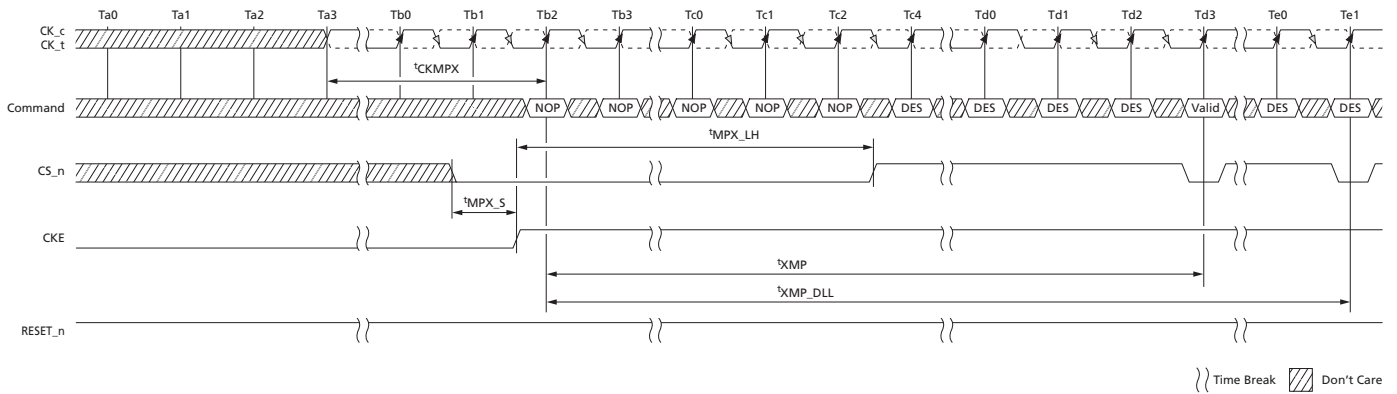 Ta0 Ta1 Ta2 Ta3 Tb0 Tb1 Tb2 Tb3 Tc0 Tc1 Tc2 Tc4 Td0 Td1 Td2 Td3 Te0 Te1
CK_c
CK_t
tCKMPX
Command NOP NOP NOP NOP NOP DES DES DES DES Valid DES DES
tMPX_LH
CS_n
tMPX_S
CKE
tXMP
tXMP_DLL
RESET_n
Time Break Don't Care